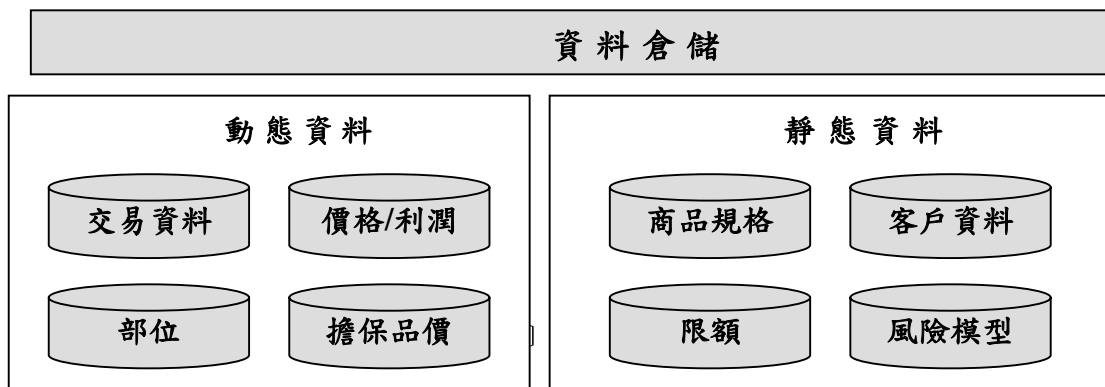 資料倉儲
動態資料
交易資料
價格/利潤
部位
擔保品價
靜態資料
商品規格
客戶資料
限額
風險模型